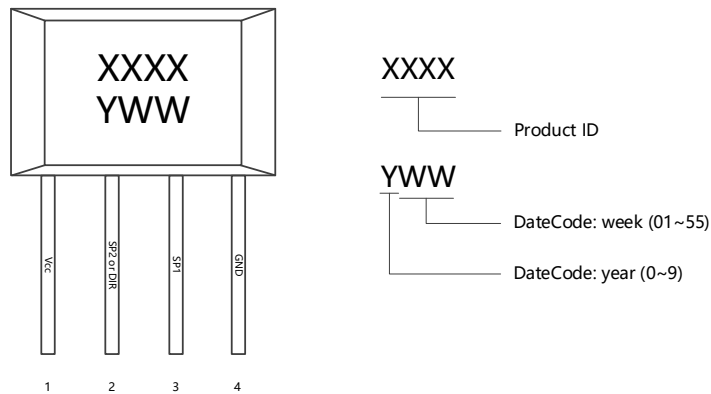 XXXX
YWW
Vcc
SP2 or DIR
SP1
GND
1 2 3 4
XXXX
Product ID
YWW
DateCode: week (01~55)
DateCode: year (0~9)